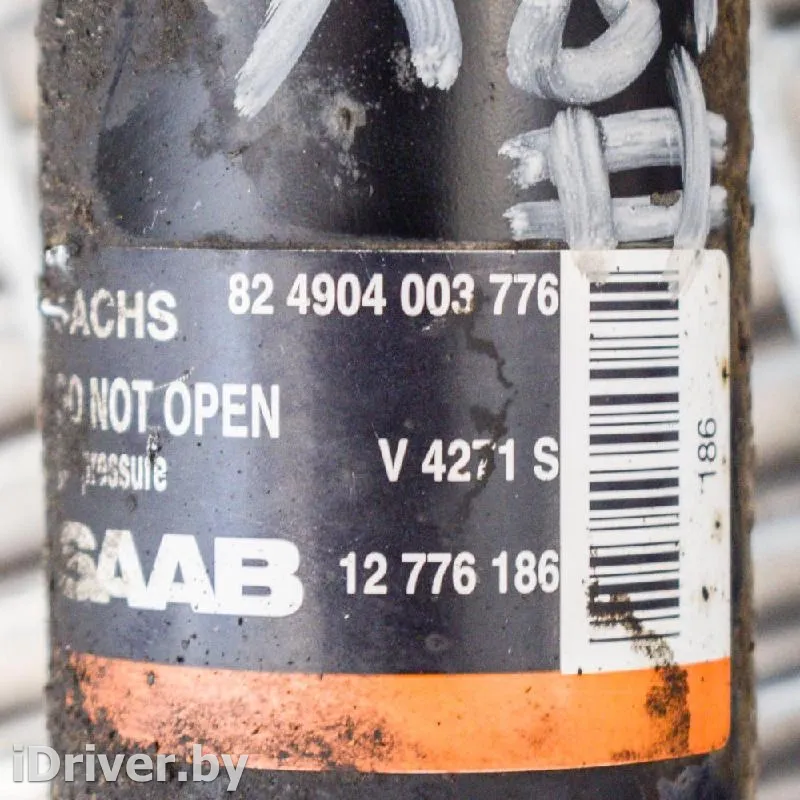 SACHS 82 4904 003 776
DO NOT OPEN
pressure V 4271 S
SAAB 12 776 186
186
iDriver.by